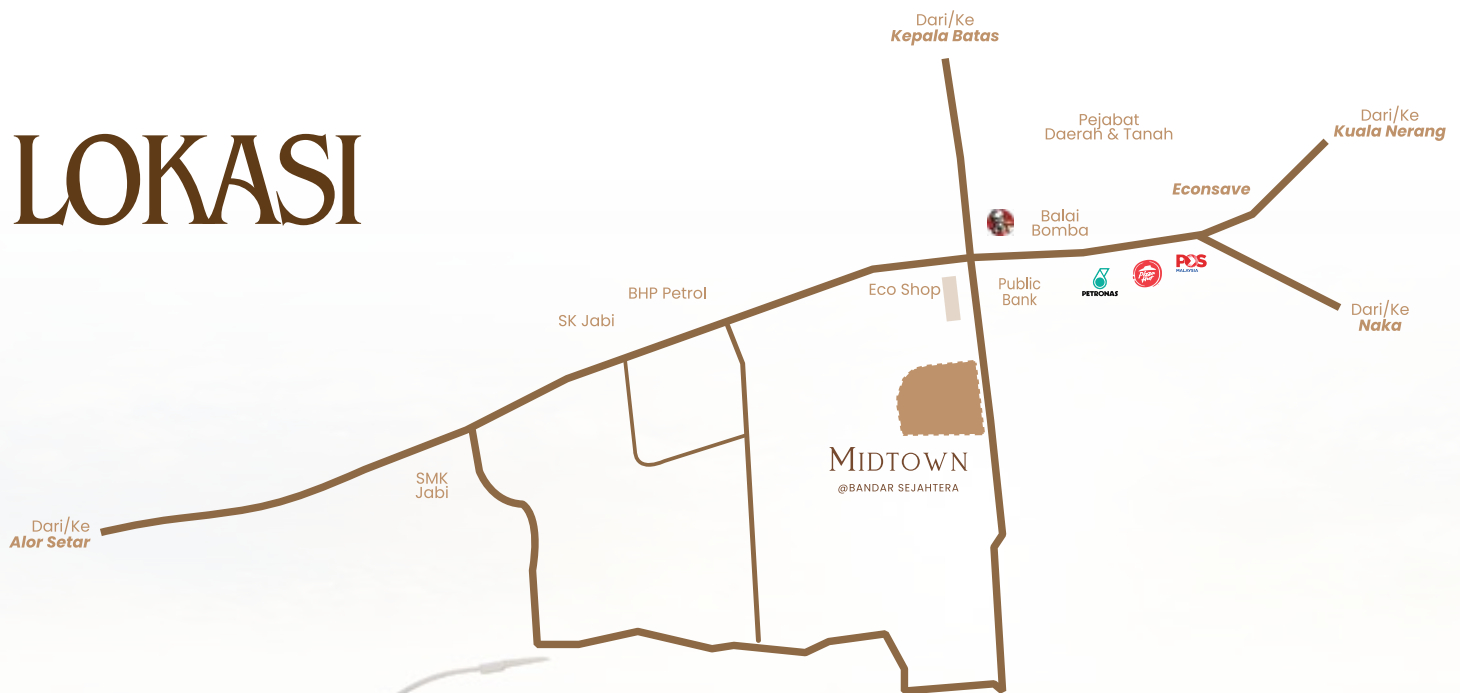 LOKASI
Dari/Ke
Kepala Batas
Pejabat
Daerah & Tanah
Dari/Ke
Kuala Nerang
Econsave
Balai
Bomba
BHP Petrol
Eco Shop
Public
Bank
PETRONAS
Pizza
Hut
POS
MALAYSIA
SK Jabi
Dari/Ke
Naka
MIDTOWN
@BANDAR SEJAHTERA
SMK
Jabi
Dari/Ke
Alor Setar